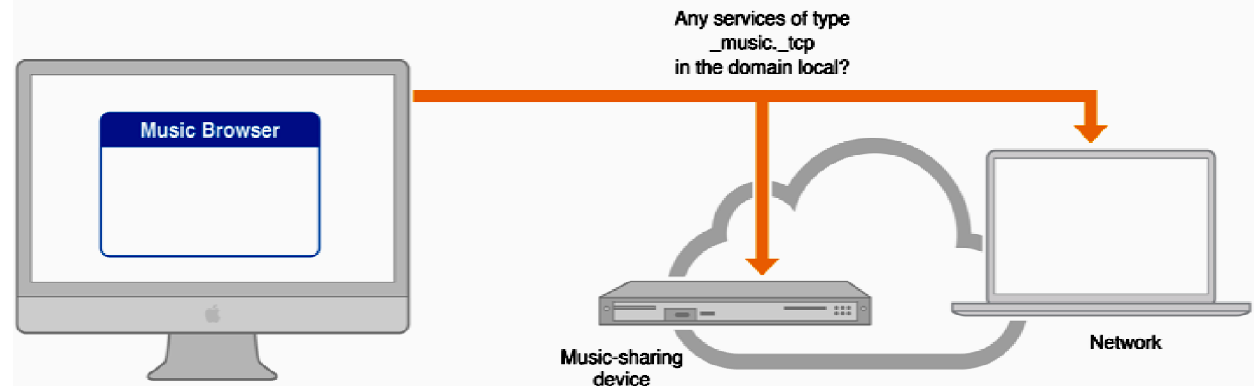 Any services of type
_music._tcp
in the domain local?
Music Browser
Network
Music-sharing
device